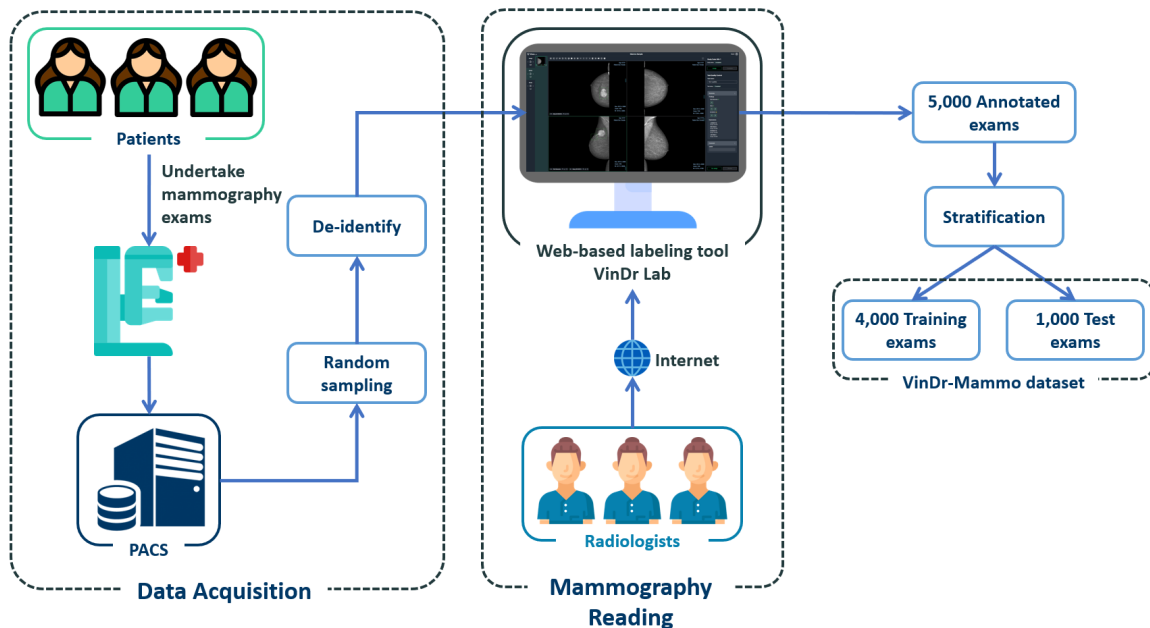 Patients
Undertake
mammography
exams
De-identify
Random
sampling
PACS
Data Acquisition
Web-based labeling tool
VinDr Lab
Internet
Radiologists
Mammography
Reading
5,000 Annotated
exams
Stratification
4,000 Training
exams
1,000 Test
exams
VinDr-Mammo dataset